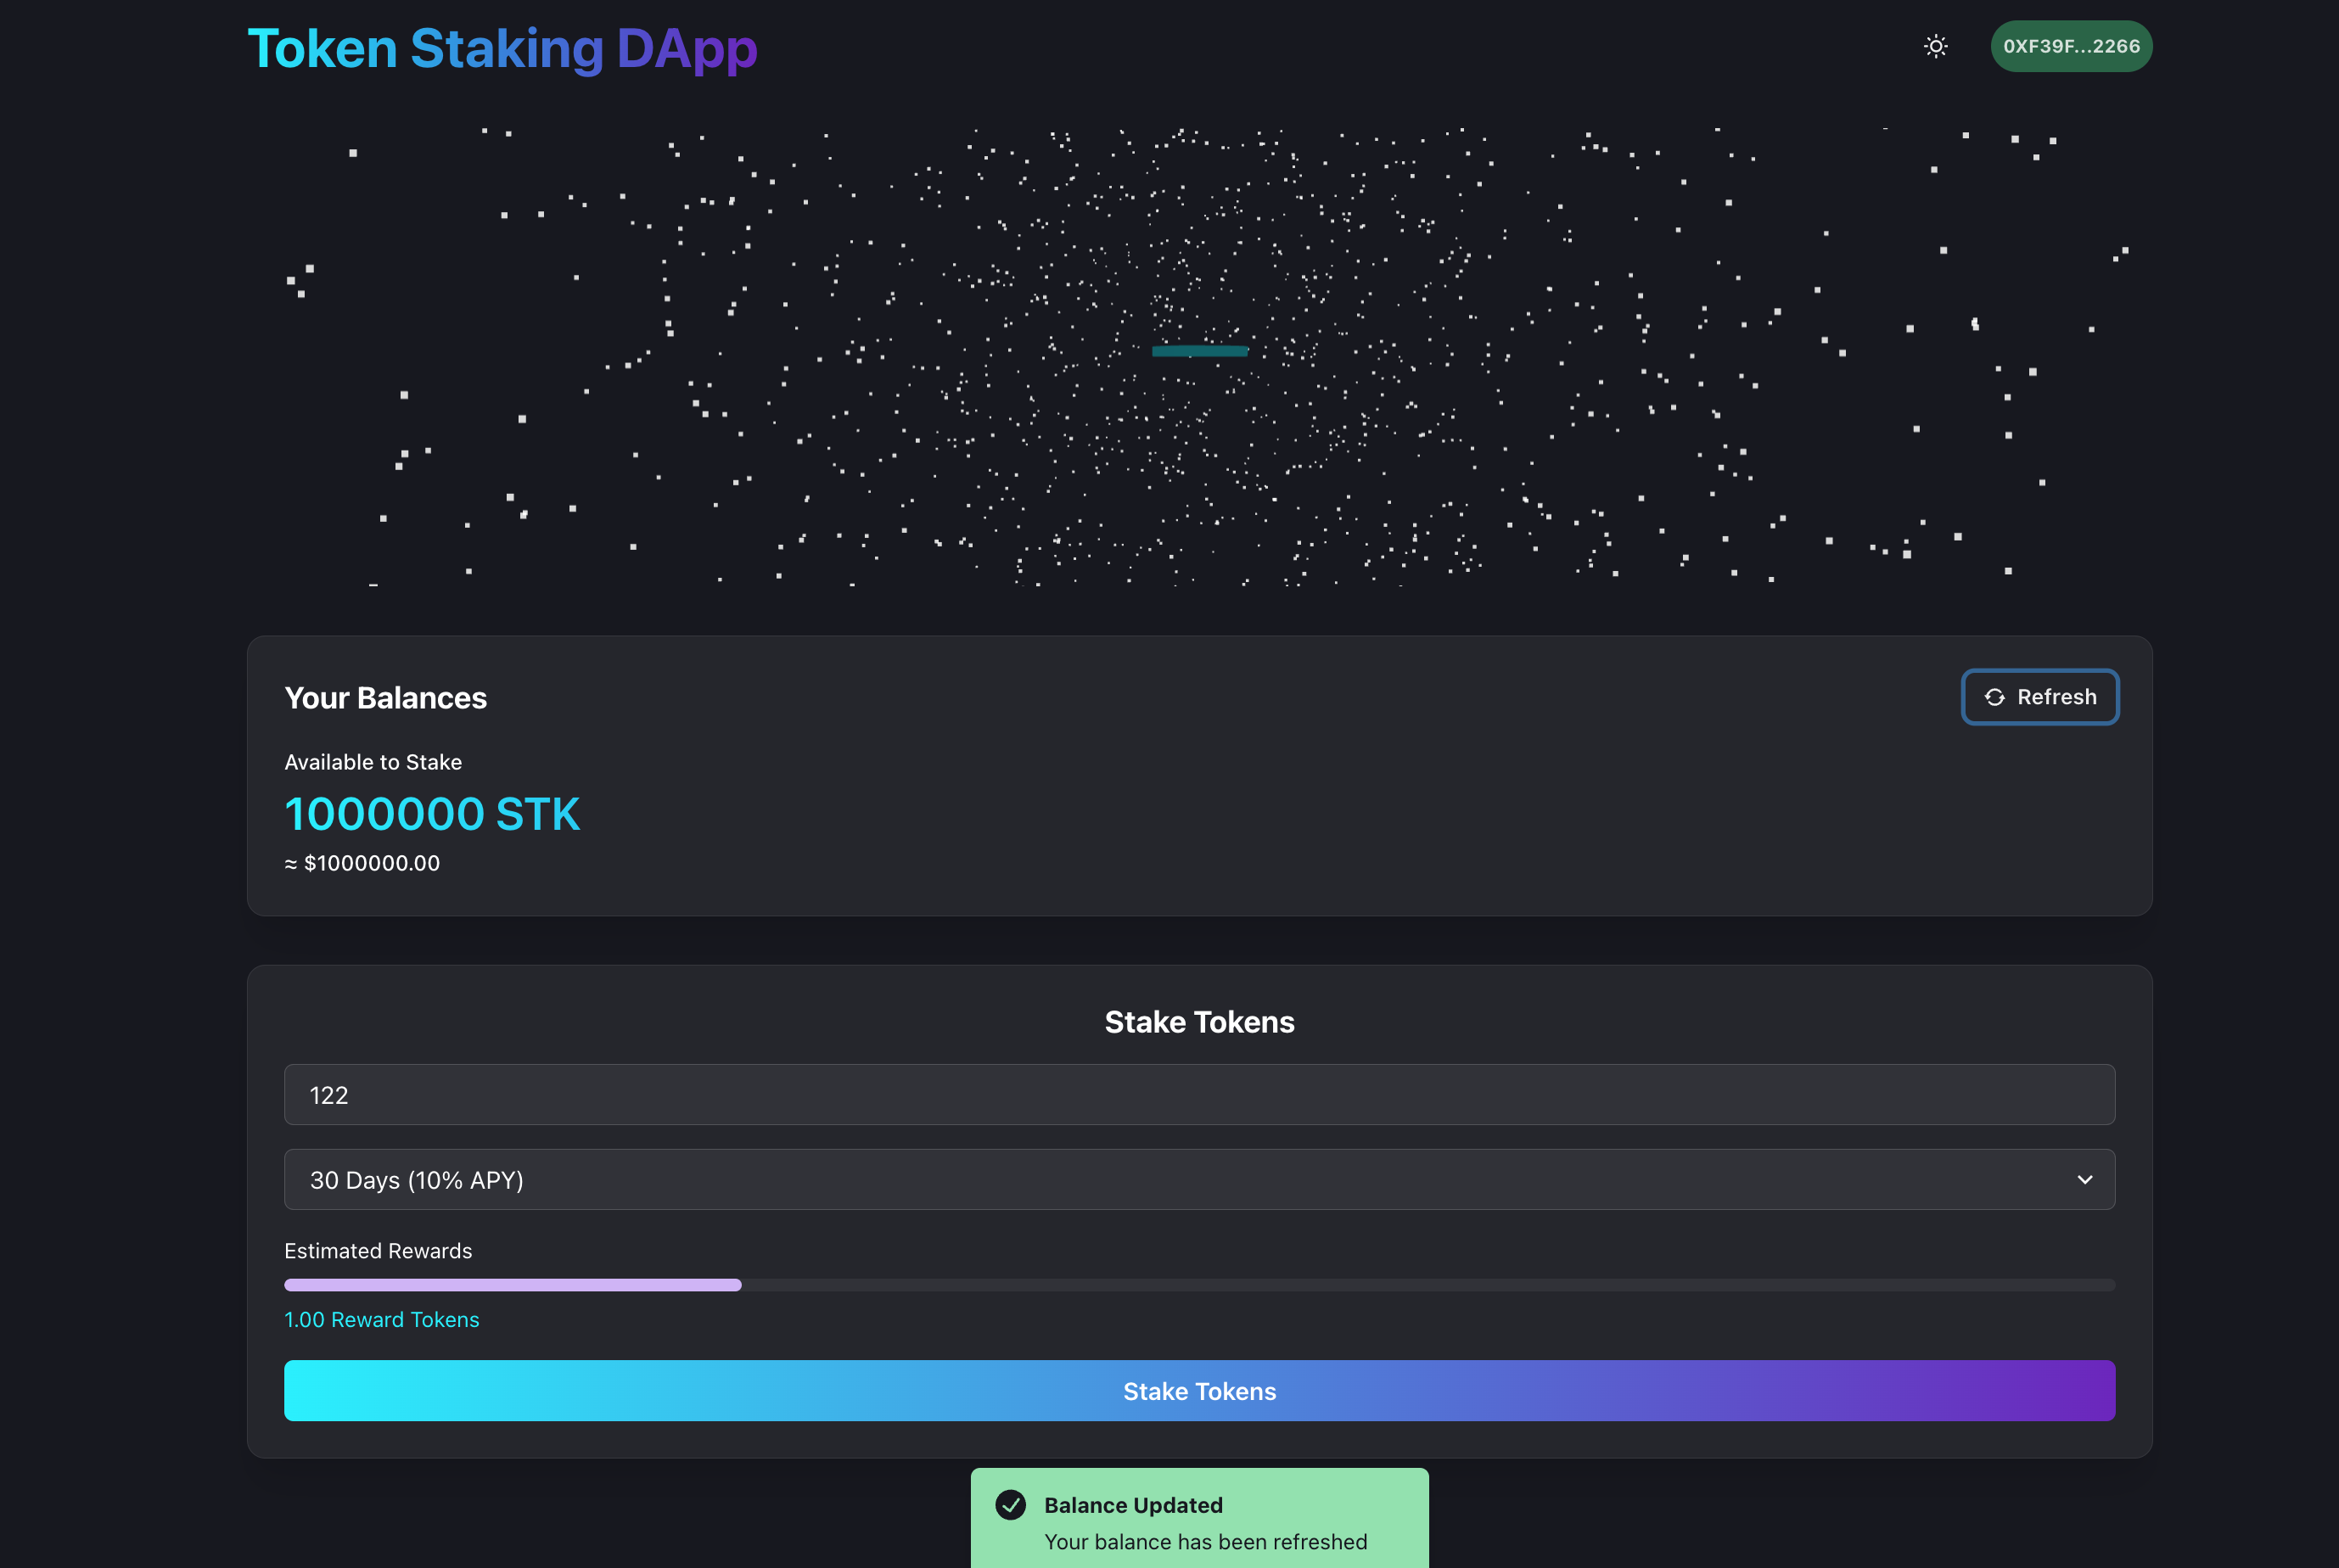 Token Staking DApp
0XF39F...2266
Your Balances
Refresh
Available to Stake
1000000 STK
≈ $1000000.00
Stake Tokens
122
30 Days (10% APY)
Estimated Rewards
1.00 Reward Tokens
Stake Tokens
Balance Updated
Your balance has been refreshed